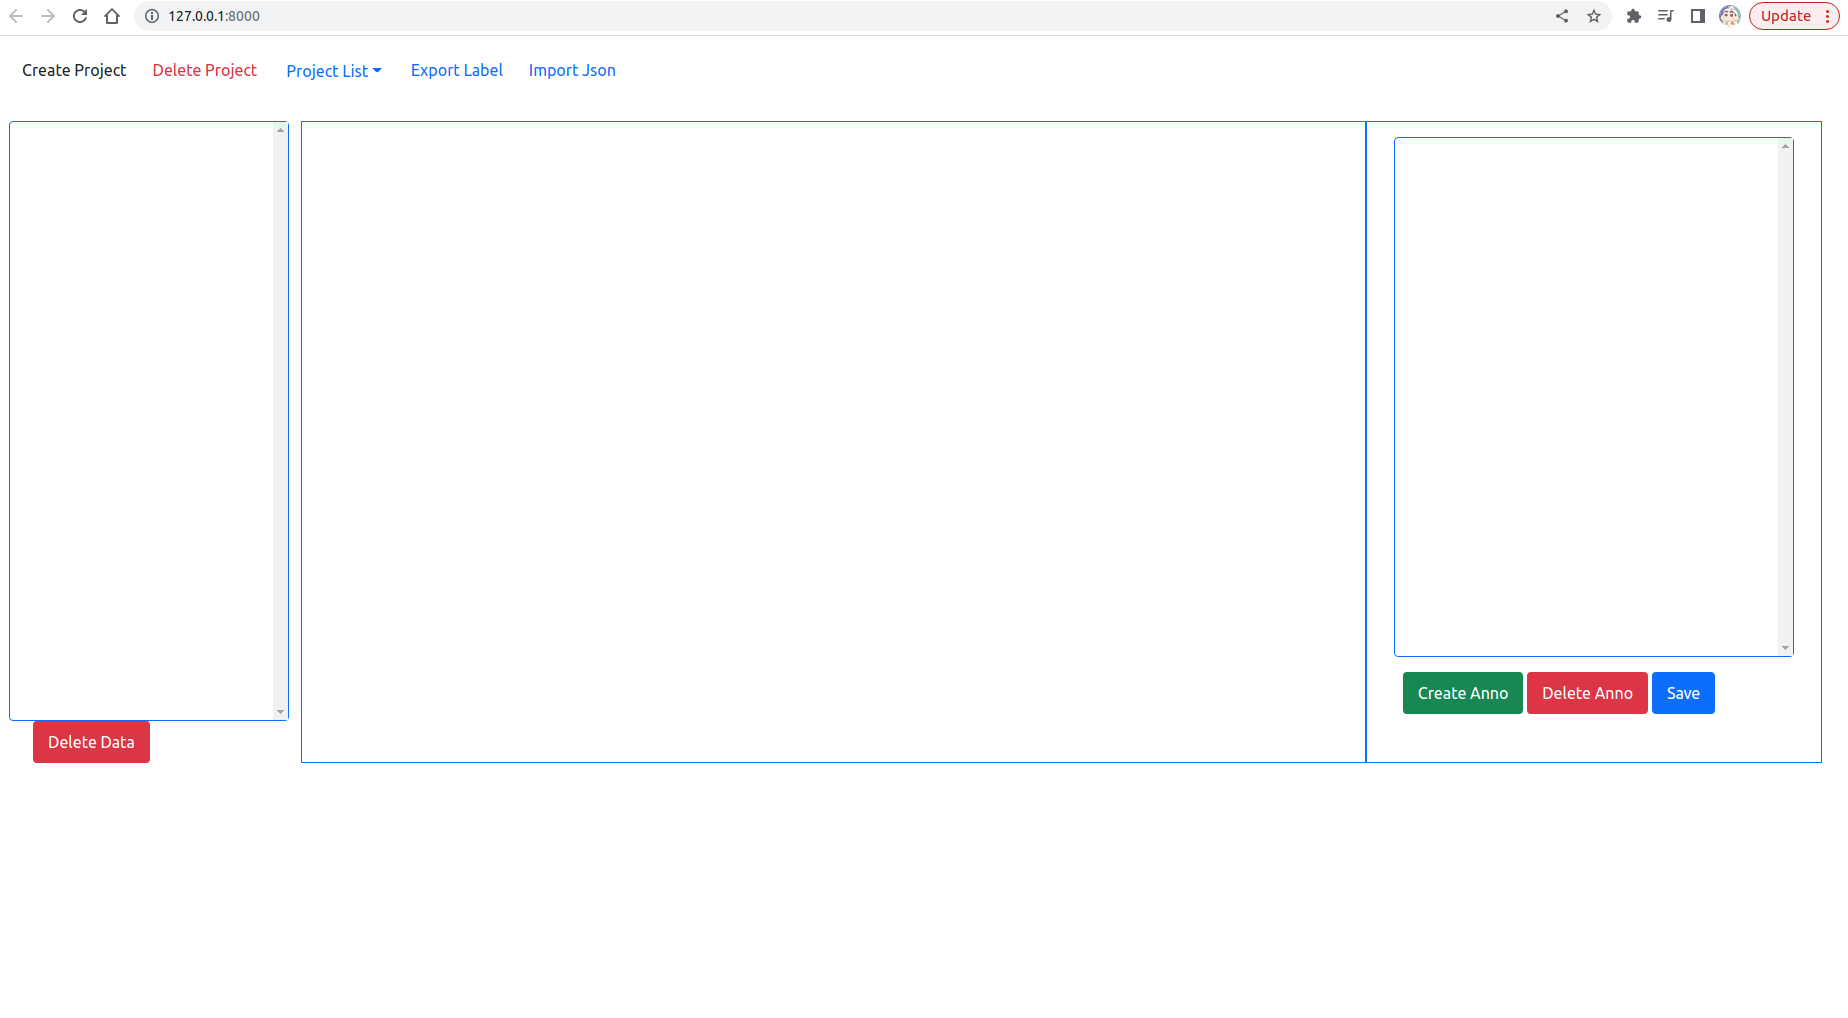 127.0.0.1:8000
Update
Create Project Delete Project Project List Export Label Import Json
Create Anno Delete Anno Save
Delete Data